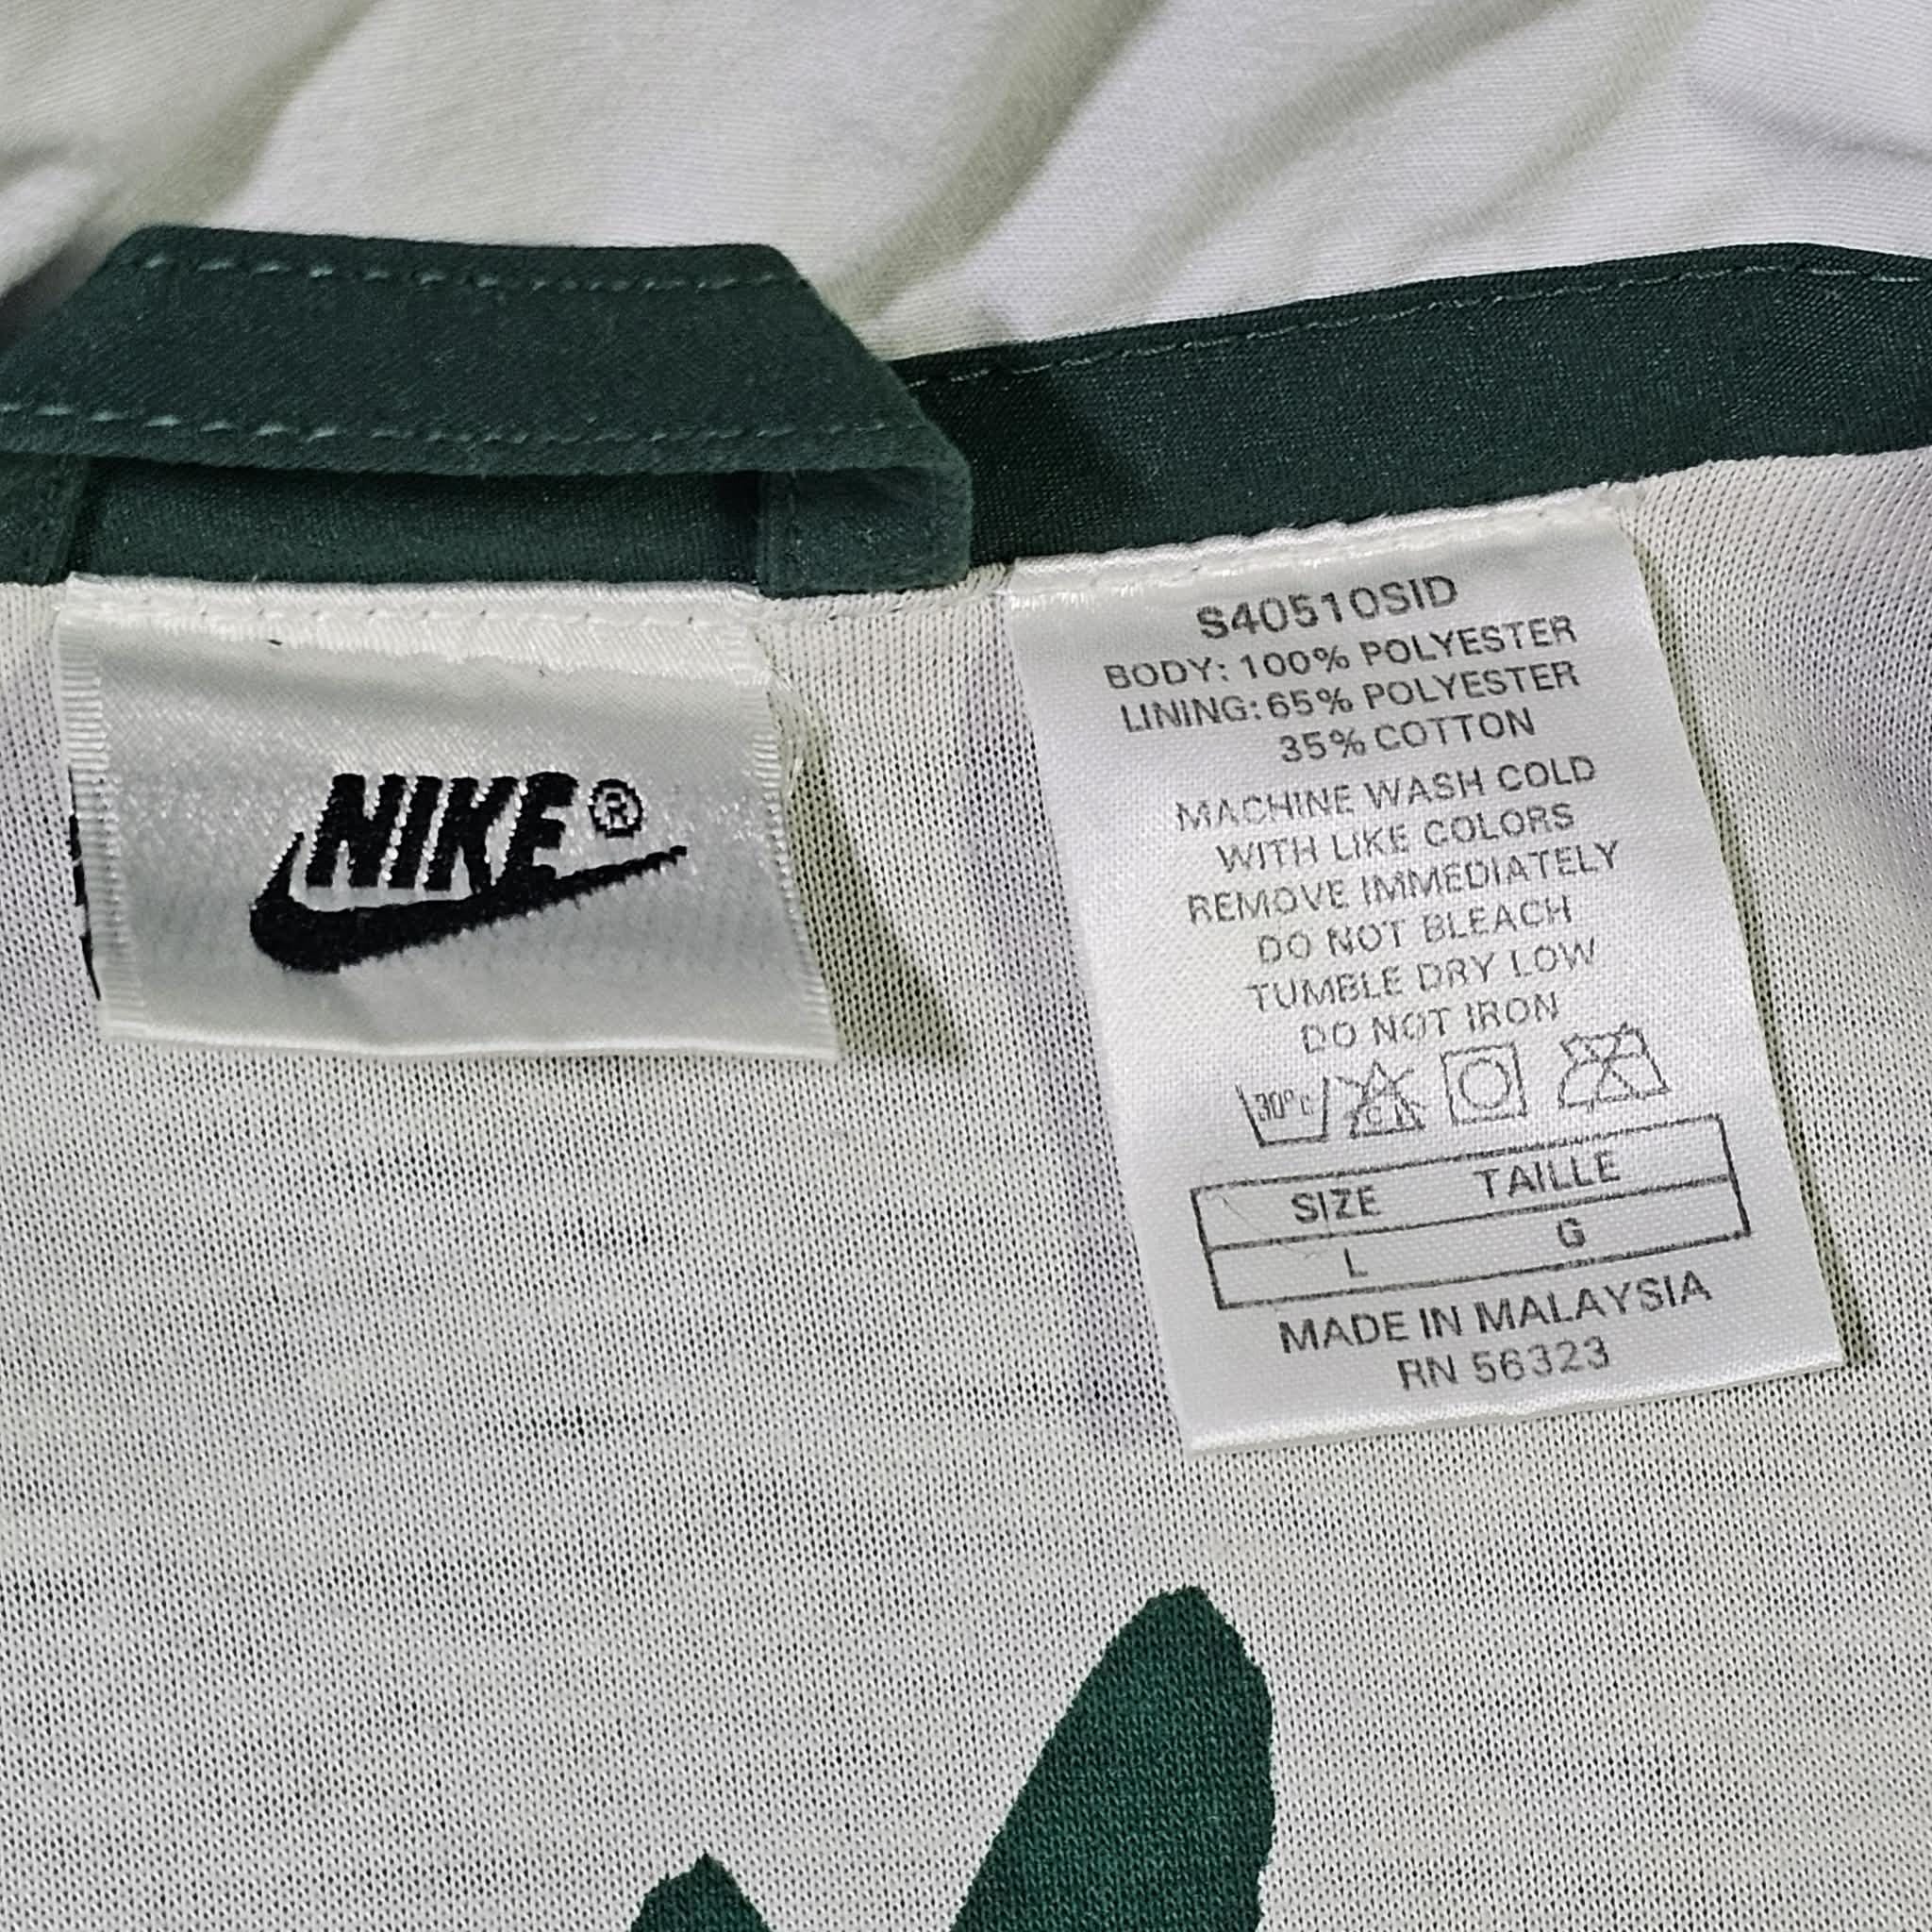 NIKE®
S40510SID
BODY: 100% POLYESTER
LINING: 65% POLYESTER
35% COTTON
MACHINE WASH COLD
WITH LIKE COLORS
REMOVE IMMEDIATELY
DO NOT BLEACH
TUMBLE DRY LOW
DO NOT IRON
30°C CL
SIZE TAILLE
L G
MADE IN MALAYSIA
RN 56323